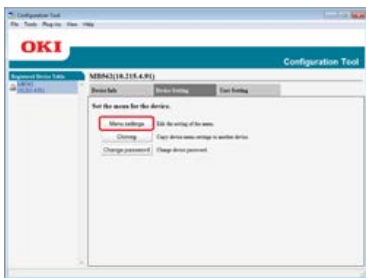 Configuration Tool
File Tools Plug-in View Help
OKI
Configuration Tool
Registered Device Table
MB562(10.215.4.91)
Device Info Device Setting User Setting
Set the menu for the device.
Menu settings Edit the setting of the menu.
Cloning Copy device menu settings to another device.
Change password Change device password.